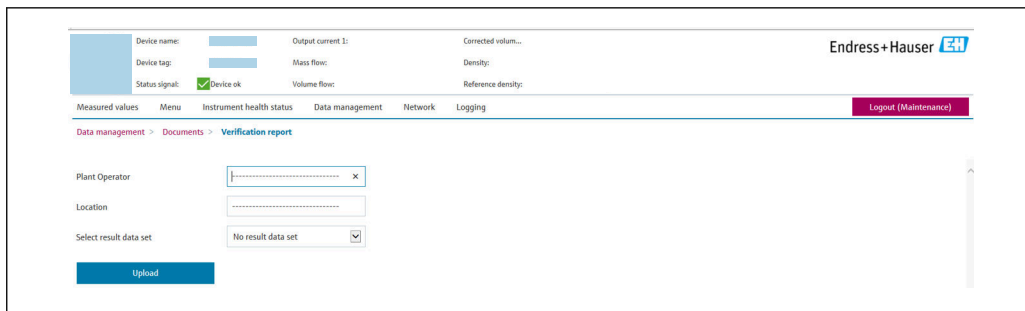 Device name: Output current 1: Corrected volum...
Endress+Hauser EH
Device tag: Mass flow: Density:
Status signal: Device ok Volume flow: Reference density:
Measured values Menu Instrument health status Data management Network Logging Logout (Maintenance)
Data management > Documents > Verification report
Plant Operator ------------------------------- ×
Location -------------------------------
Select result data set No result data set
Upload